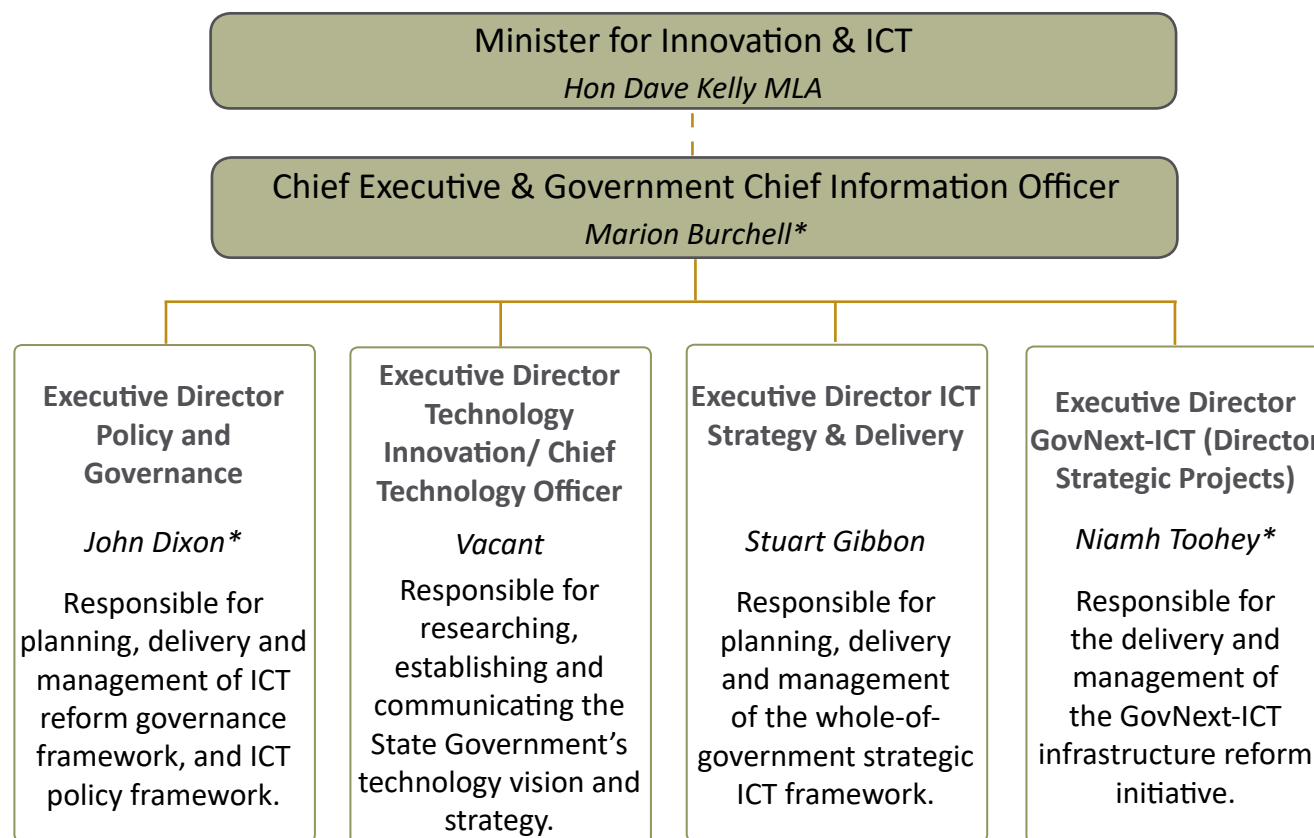 Minister for Innovation & ICT
Hon Dave Kelly MLA
Chief Executive & Government Chief Information Officer
Marion Burchell*
Executive Director
Policy and
Governance
John Dixon*
Responsible for
planning, delivery and
management of ICT
reform governance
framework, and ICT
policy framework.
Executive Director
Technology
Innovation/ Chief
Technology Officer
Vacant
Responsible for
researching,
establishing and
communicating the
State Government’s
technology vision and
strategy.
Executive Director ICT
Strategy & Delivery
Stuart Gibbon
Responsible for
planning, delivery
and management
of the whole-of-
government strategic
ICT framework.
Executive Director
GovNext-ICT (Director
Strategic Projects)
Niamh Toohey*
Responsible for
the delivery and
management of
the GovNext-ICT
infrastructure reform
initiative.